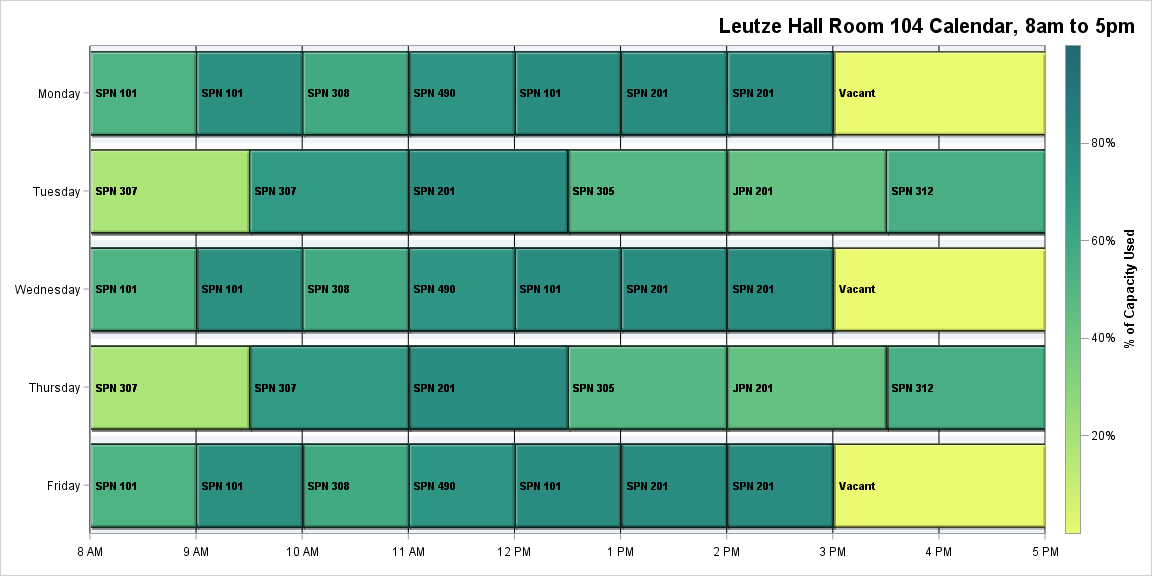 Leutze Hall Room 104 Calendar, 8am to 5pm
Monday SPN 101 SPN 101 SPN 308 SPN 490 SPN 101 SPN 201 SPN 201 Vacant
Tuesday SPN 307 SPN 307 SPN 201 SPN 305 JPN 201 SPN 312
Wednesday SPN 101 SPN 101 SPN 308 SPN 490 SPN 101 SPN 201 SPN 201 Vacant
Thursday SPN 307 SPN 307 SPN 201 SPN 305 JPN 201 SPN 312
Friday SPN 101 SPN 101 SPN 308 SPN 490 SPN 101 SPN 201 SPN 201 Vacant
8 AM 9 AM 10 AM 11 AM 12 PM 1 PM 2 PM 3 PM 4 PM 5 PM
80%
60%
40%
20%
% of Capacity Used